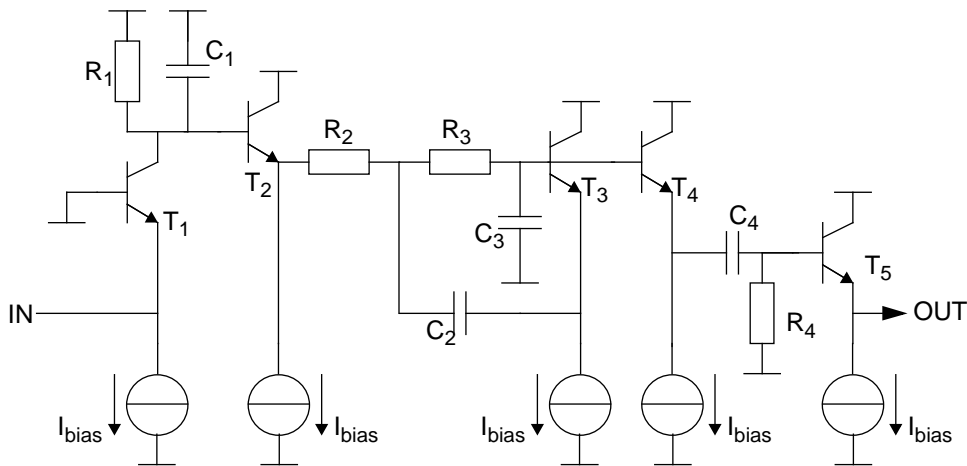 R1
C1
T1
T2
R2
R3
C3
C2
T3
T4
C4
R4
T5
IN
OUT
Ibias
Ibias
Ibias
Ibias
Ibias